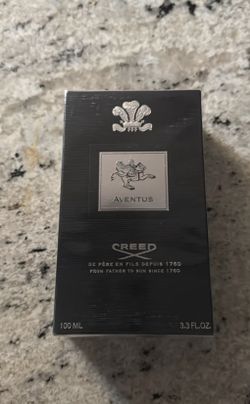 AVENTUS
CREED
DE PÈRE EN FILS DEPUIS 1760
FROM FATHER TO SON SINCE 1760
100 ML 3.3 FL.OZ.